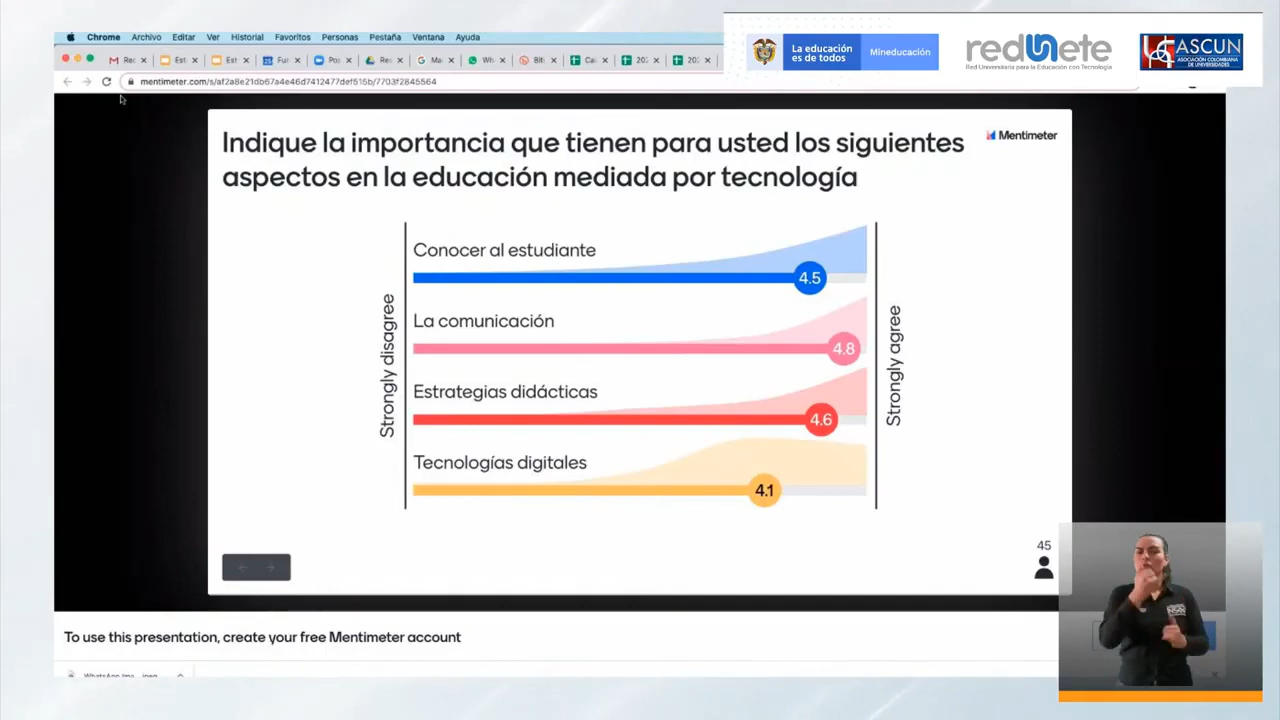 Chrome Archivo Editar Ver Historial Favoritos Personas Pestaña Ventana Ayuda
La educación
es de todos
Mineducación
redUnete
Red Universitaria para la Educación con Tecnología
ASCUN
ASOCIACIÓN COLOMBIANA
DE UNIVERSIDADES
mentimeter.com/s/af2a8e21db67a4e46d7412477def515b/7703f2845564
Indique la importancia que tienen para usted los siguientes
aspectos en la educación mediada por tecnología
Mentimeter
Strongly disagree
Conocer al estudiante
4.5
La comunicación
4.8
Estrategias didácticas
4.6
Tecnologías digitales
4.1
Strongly agree
45
To use this presentation, create your free Mentimeter account